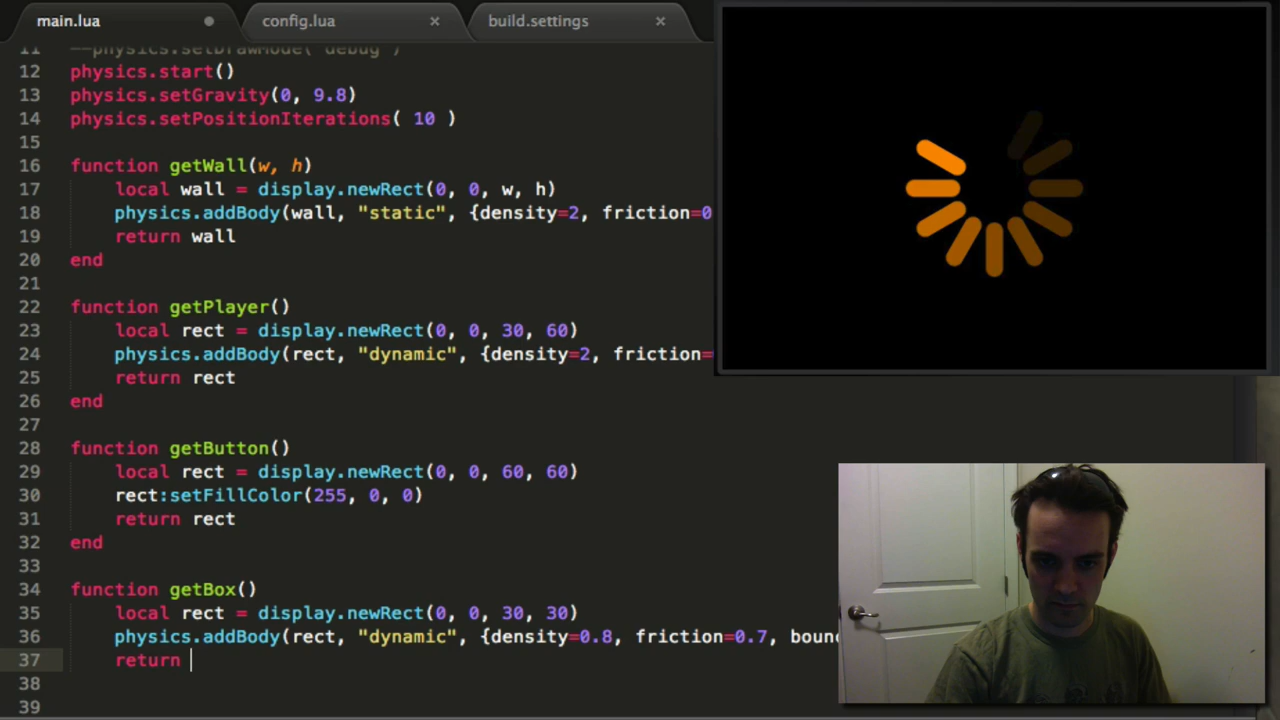 main.lua config.lua × build.settings ×
11 --physics.setDrawMode( "debug" )
12 physics.start()
13 physics.setGravity(0, 9.8)
14 physics.setPositionIterations( 10 )
15
16 function getWall(w, h)
17 local wall = display.newRect(0, 0, w, h)
18 physics.addBody(wall, "static", {density=2, friction=0
19 return wall
20 end
21
22 function getPlayer()
23 local rect = display.newRect(0, 0, 30, 60)
24 physics.addBody(rect, "dynamic", {density=2, friction=
25 return rect
26 end
27
28 function getButton()
29 local rect = display.newRect(0, 0, 60, 60)
30 rect:setFillColor(255, 0, 0)
31 return rect
32 end
33
34 function getBox()
35 local rect = display.newRect(0, 0, 30, 30)
36 physics.addBody(rect, "dynamic", {density=0.8, friction=0.7, boun
37 return
38
39